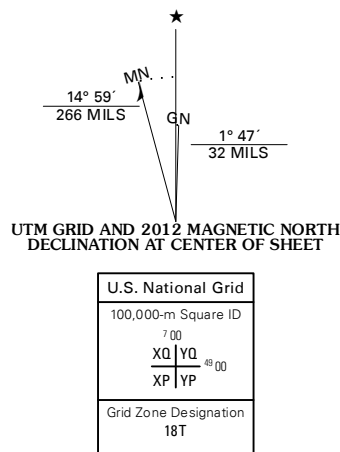 ★
MN
14° 59´
266 MILS
GN
1° 47´
32 MILS
UTM GRID AND 2012 MAGNETIC NORTH
DECLINATION AT CENTER OF SHEET
U.S. National Grid
100,000-m Square ID
7 00
XQ YQ
49 00
XP YP
Grid Zone Designation
18T